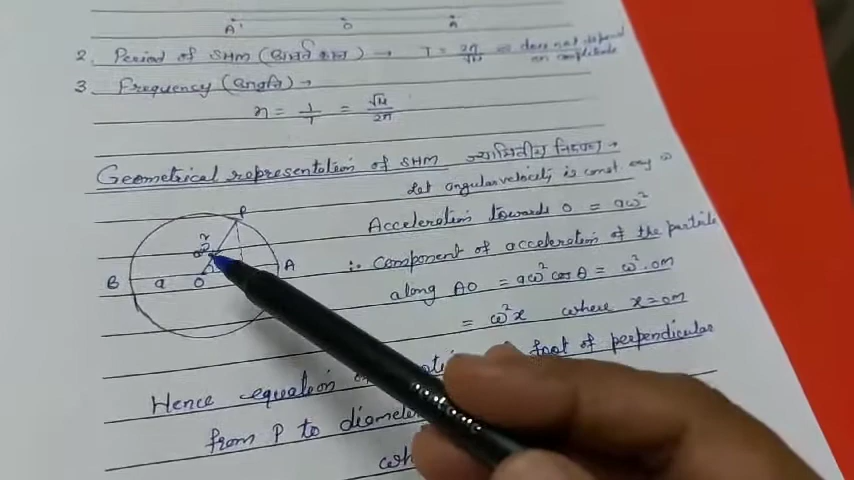 A' O A
2. Period of SHM (आवर्त काल) → T = 2π/√μ ⇒ does not depend on amplitude
3. Frequency (आवृत्ति) →
n = 1/T = √μ/2π
Geometrical representation of SHM ज्यामितीय निरूपण →
Let angular velocity is const. say ω
P
Acceleration towards O = aω²
B a O A
∴ Component of acceleration of the particle
along AO = aω² cos θ = ω². OM
= ω²x where x = OM
Hence equation foot of perpendicular
from P to diameter